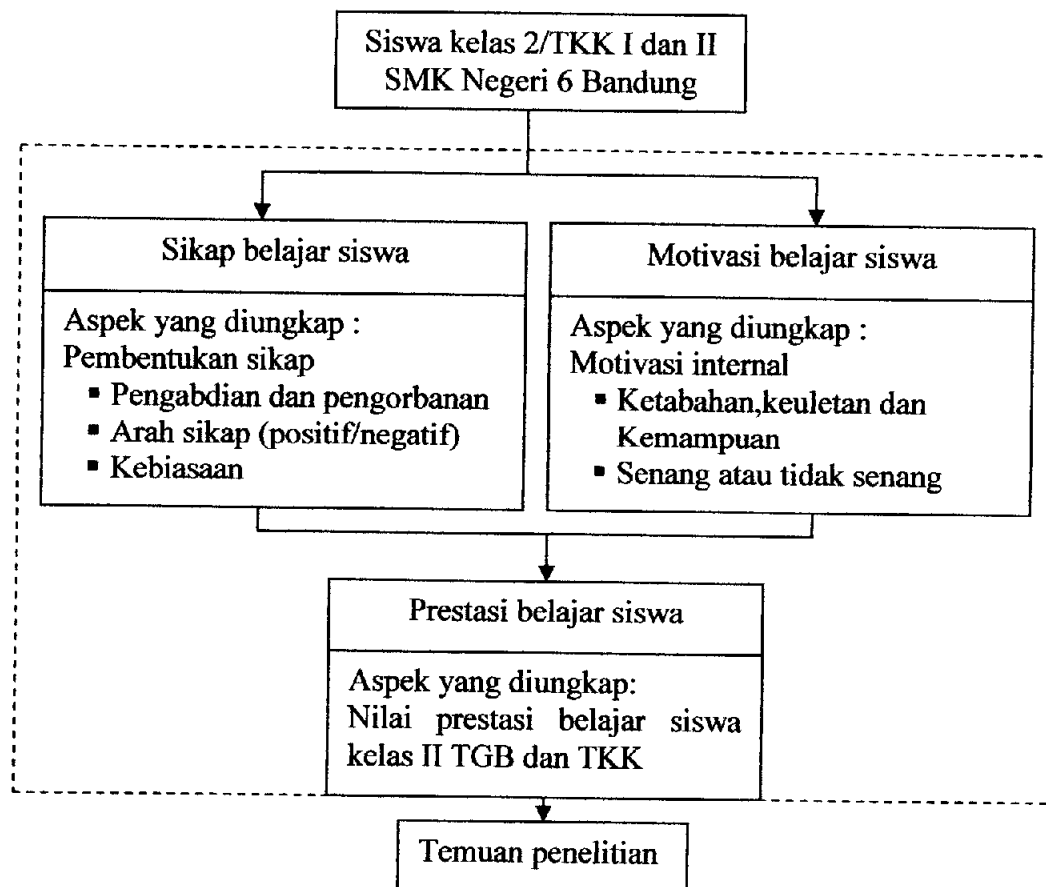 Siswa kelas 2/TKK I dan II
SMK Negeri 6 Bandung
Sikap belajar siswa
Aspek yang diungkap :
Pembentukan sikap
▪ Pengabdian dan pengorbanan
▪ Arah sikap (positif/negatif)
▪ Kebiasaan
Motivasi belajar siswa
Aspek yang diungkap :
Motivasi internal
▪ Ketabahan,keuletan dan
Kemampuan
▪ Senang atau tidak senang
Prestasi belajar siswa
Aspek yang diungkap:
Nilai prestasi belajar siswa
kelas II TGB dan TKK
Temuan penelitian